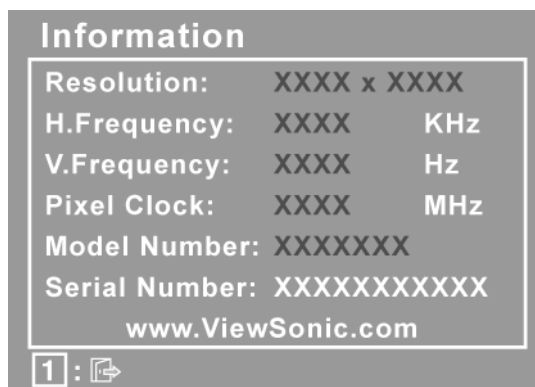 Information
Resolution: XXXX x XXXX
H.Frequency: XXXX KHz
V.Frequency: XXXX Hz
Pixel Clock: XXXX MHz
Model Number: XXXXXXX
Serial Number: XXXXXXXXXXX
www.ViewSonic.com
1 :